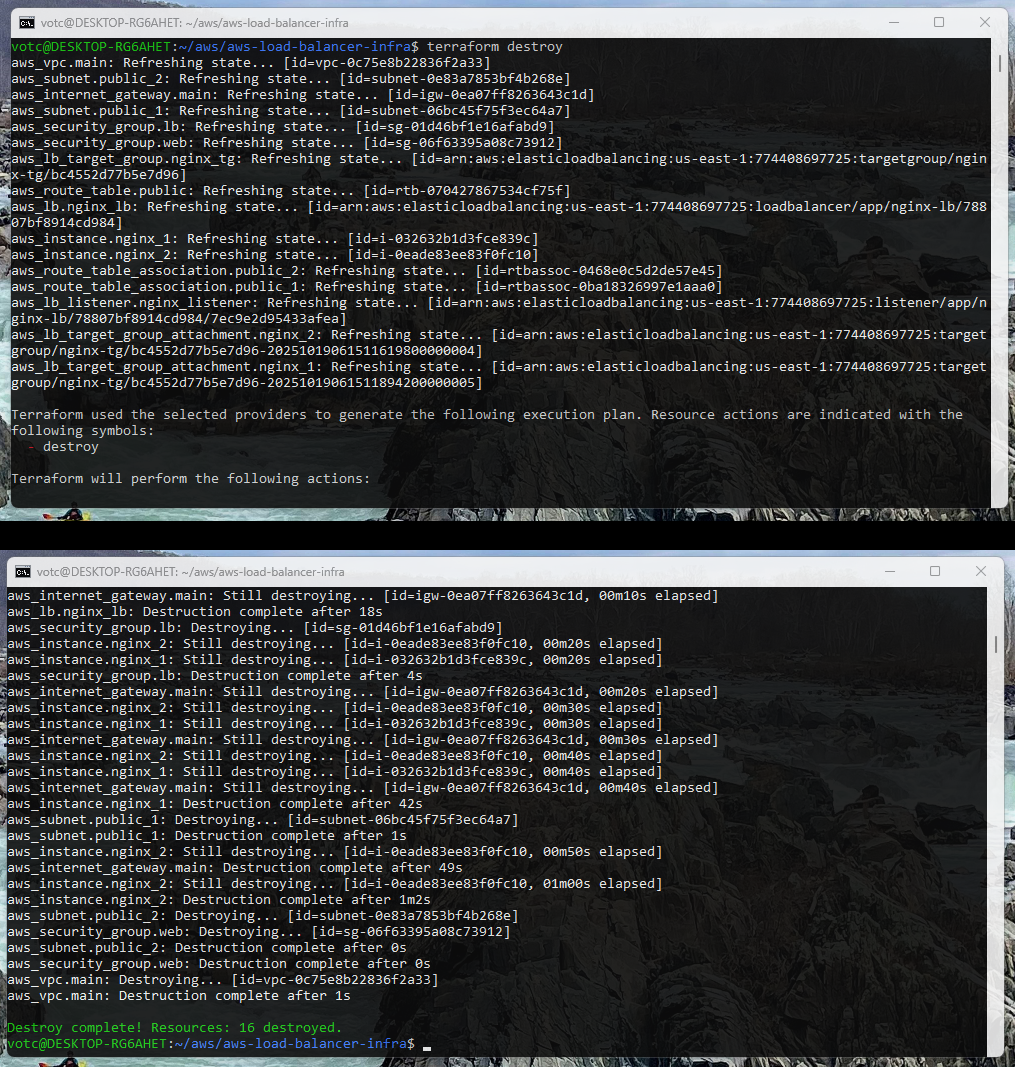 votc@DESKTOP-RG6AHET: ~/aws/aws-load-balancer-infra
votc@DESKTOP-RG6AHET:~/aws/aws-load-balancer-infra$ terraform destroy
aws_vpc.main: Refreshing state... [id=vpc-0c75e8b22836f2a33]
aws_subnet.public_2: Refreshing state... [id=subnet-0e83a7853bf4b268e]
aws_internet_gateway.main: Refreshing state... [id=igw-0ea07ff8263643c1d]
aws_subnet.public_1: Refreshing state... [id=subnet-06bc45f75f3ec64a7]
aws_security_group.lb: Refreshing state... [id=sg-01d46bf1e16afabd9]
aws_security_group.web: Refreshing state... [id=sg-06f63395a08c73912]
aws_lb_target_group.nginx_tg: Refreshing state... [id=arn:aws:elasticloadbalancing:us-east-1:774408697725:targetgroup/ngin
x-tg/bc4552d77b5e7d96]
aws_route_table.public: Refreshing state... [id=rtb-070427867534cf75f]
aws_lb.nginx_lb: Refreshing state... [id=arn:aws:elasticloadbalancing:us-east-1:774408697725:loadbalancer/app/nginx-lb/788
07bf8914cd984]
aws_instance.nginx_1: Refreshing state... [id=i-032632b1d3fce839c]
aws_instance.nginx_2: Refreshing state... [id=i-0eade83ee83f0fc10]
aws_route_table_association.public_2: Refreshing state... [id=rtbassoc-0468e0c5d2de57e45]
aws_route_table_association.public_1: Refreshing state... [id=rtbassoc-0ba18326997e1aaa0]
aws_lb_listener.nginx_listener: Refreshing state... [id=arn:aws:elasticloadbalancing:us-east-1:774408697725:listener/app/n
ginx-lb/78807bf8914cd984/7ec9e2d95433afea]
aws_lb_target_group_attachment.nginx_2: Refreshing state... [id=arn:aws:elasticloadbalancing:us-east-1:774408697725:target
group/nginx-tg/bc4552d77b5e7d96-20251019061511619800000004]
aws_lb_target_group_attachment.nginx_1: Refreshing state... [id=arn:aws:elasticloadbalancing:us-east-1:774408697725:target
group/nginx-tg/bc4552d77b5e7d96-20251019061511894200000005]
Terraform used the selected providers to generate the following execution plan. Resource actions are indicated with the
following symbols:
- destroy
Terraform will perform the following actions:
votc@DESKTOP-RG6AHET: ~/aws/aws-load-balancer-infra
aws_internet_gateway.main: Still destroying... [id=igw-0ea07ff8263643c1d, 00m10s elapsed]
aws_lb.nginx_lb: Destruction complete after 18s
aws_security_group.lb: Destroying... [id=sg-01d46bf1e16afabd9]
aws_instance.nginx_2: Still destroying... [id=i-0eade83ee83f0fc10, 00m20s elapsed]
aws_instance.nginx_1: Still destroying... [id=i-032632b1d3fce839c, 00m20s elapsed]
aws_security_group.lb: Destruction complete after 4s
aws_internet_gateway.main: Still destroying... [id=igw-0ea07ff8263643c1d, 00m20s elapsed]
aws_instance.nginx_2: Still destroying... [id=i-0eade83ee83f0fc10, 00m30s elapsed]
aws_instance.nginx_1: Still destroying... [id=i-032632b1d3fce839c, 00m30s elapsed]
aws_internet_gateway.main: Still destroying... [id=igw-0ea07ff8263643c1d, 00m30s elapsed]
aws_instance.nginx_2: Still destroying... [id=i-0eade83ee83f0fc10, 00m40s elapsed]
aws_instance.nginx_1: Still destroying... [id=i-032632b1d3fce839c, 00m40s elapsed]
aws_internet_gateway.main: Still destroying... [id=igw-0ea07ff8263643c1d, 00m40s elapsed]
aws_instance.nginx_1: Destruction complete after 42s
aws_subnet.public_1: Destroying... [id=subnet-06bc45f75f3ec64a7]
aws_subnet.public_1: Destruction complete after 1s
aws_instance.nginx_2: Still destroying... [id=i-0eade83ee83f0fc10, 00m50s elapsed]
aws_internet_gateway.main: Destruction complete after 49s
aws_instance.nginx_2: Still destroying... [id=i-0eade83ee83f0fc10, 01m00s elapsed]
aws_instance.nginx_2: Destruction complete after 1m2s
aws_subnet.public_2: Destroying... [id=subnet-0e83a7853bf4b268e]
aws_security_group.web: Destroying... [id=sg-06f63395a08c73912]
aws_subnet.public_2: Destruction complete after 0s
aws_security_group.web: Destruction complete after 0s
aws_vpc.main: Destroying... [id=vpc-0c75e8b22836f2a33]
aws_vpc.main: Destruction complete after 1s
Destroy complete! Resources: 16 destroyed.
votc@DESKTOP-RG6AHET:~/aws/aws-load-balancer-infra$